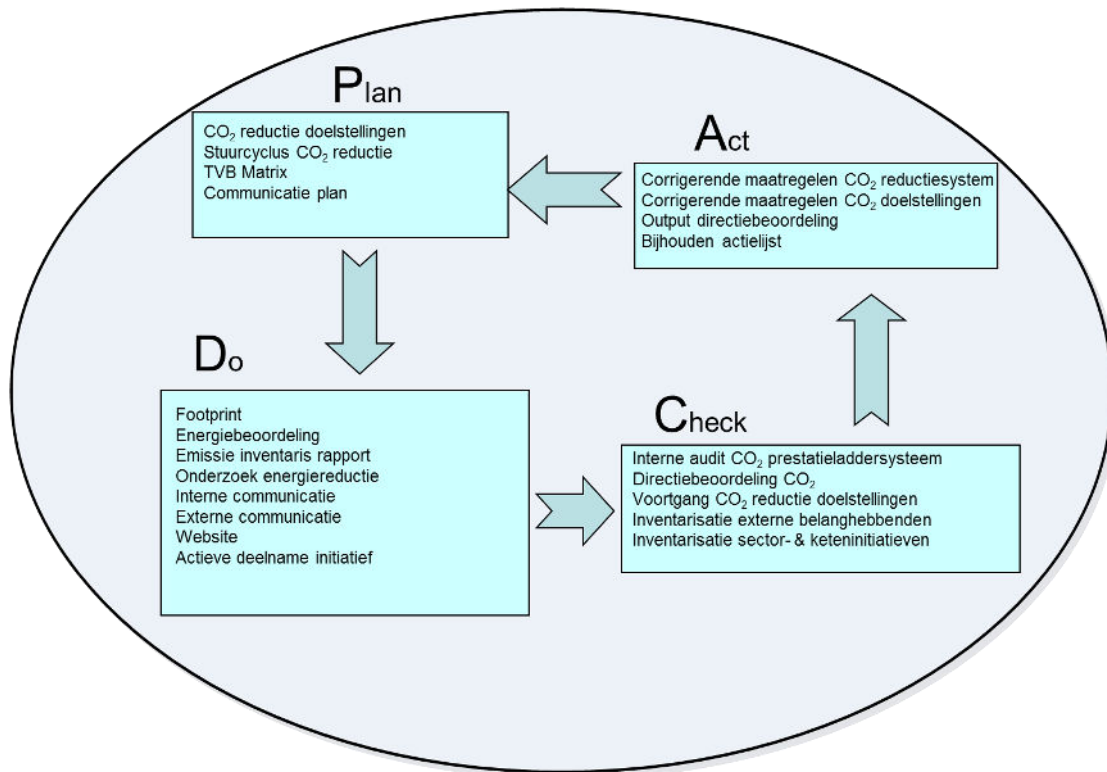 Plan
CO₂ reductie doelstellingen
Stuurcyclus CO₂ reductie
TVB Matrix
Communicatie plan
Act
Corrigerende maatregelen CO₂ reductiesystem
Corrigerende maatregelen CO₂ doelstellingen
Output directiebeoordeling
Bijhouden actielijst
Do
Footprint
Energiebeoordeling
Emissie inventaris rapport
Onderzoek energiereductie
Interne communicatie
Externe communicatie
Website
Actieve deelname initiatief
Check
Interne audit CO₂ prestatieladdersysteem
Directiebeoordeling CO₂
Voortgang CO₂ reductie doelstellingen
Inventarisatie externe belanghebbenden
Inventarisatie sector- & keteninitiatieven